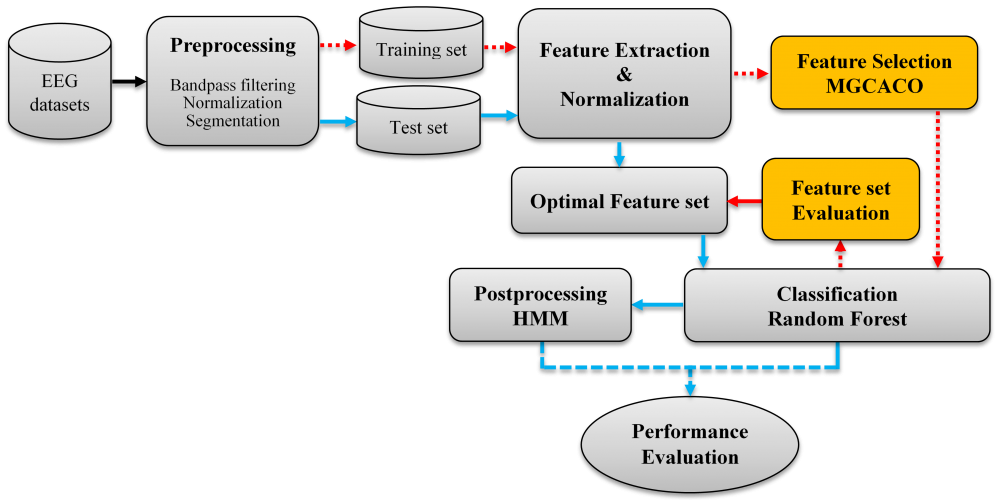 EEG
datasets
Preprocessing
Bandpass filtering
Normalization
Segmentation
Training set
Test set
Feature Extraction
&
Normalization
Feature Selection
MGCACO
Optimal Feature set
Feature set
Evaluation
Postprocessing
HMM
Classification
Random Forest
Performance
Evaluation